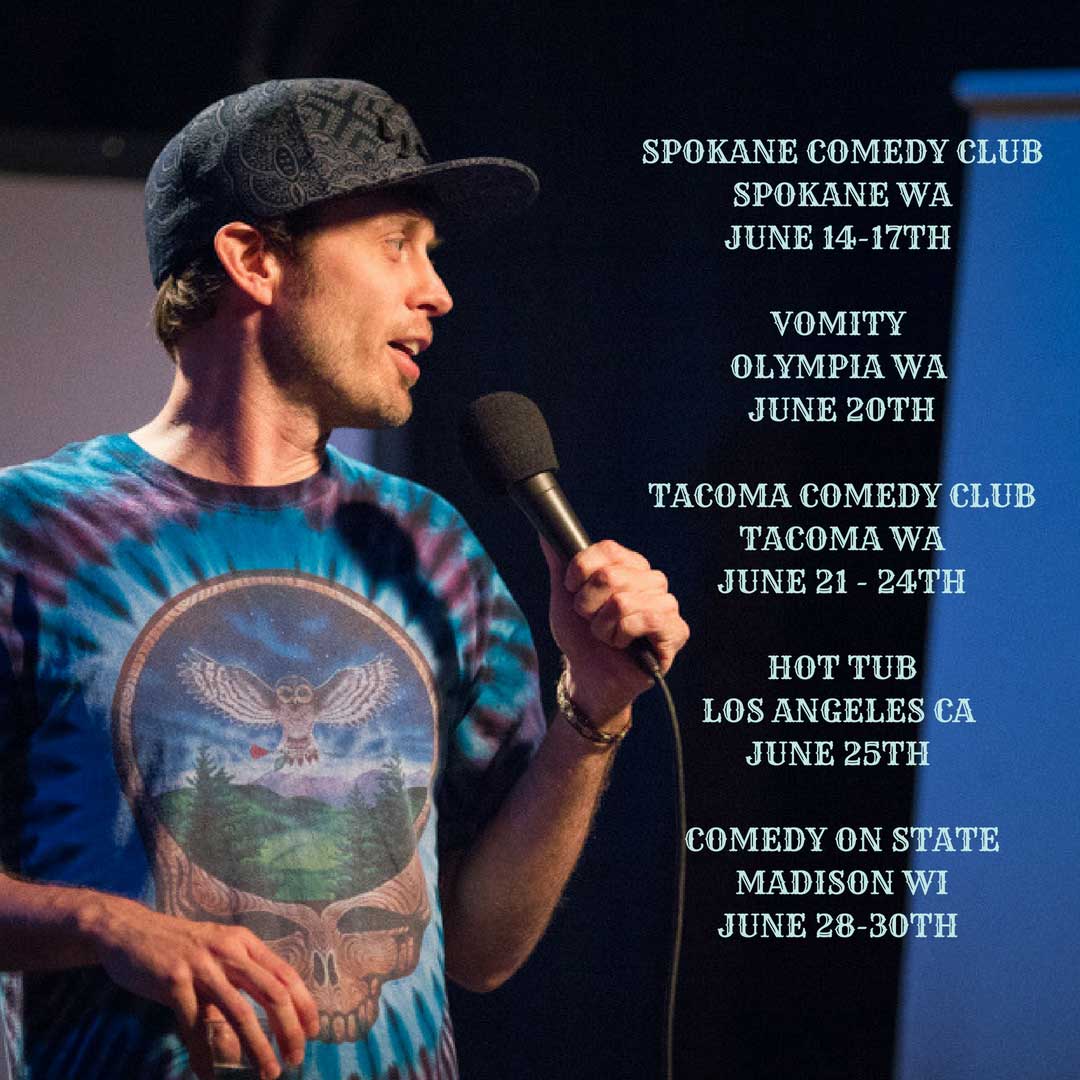 SPOKANE COMEDY CLUB
SPOKANE WA
JUNE 14-17TH
VOMITY
OLYMPIA WA
JUNE 20TH
TACOMA COMEDY CLUB
TACOMA WA
JUNE 21 - 24TH
HOT TUB
LOS ANGELES CA
JUNE 25TH
COMEDY ON STATE
MADISON WI
JUNE 28-30TH